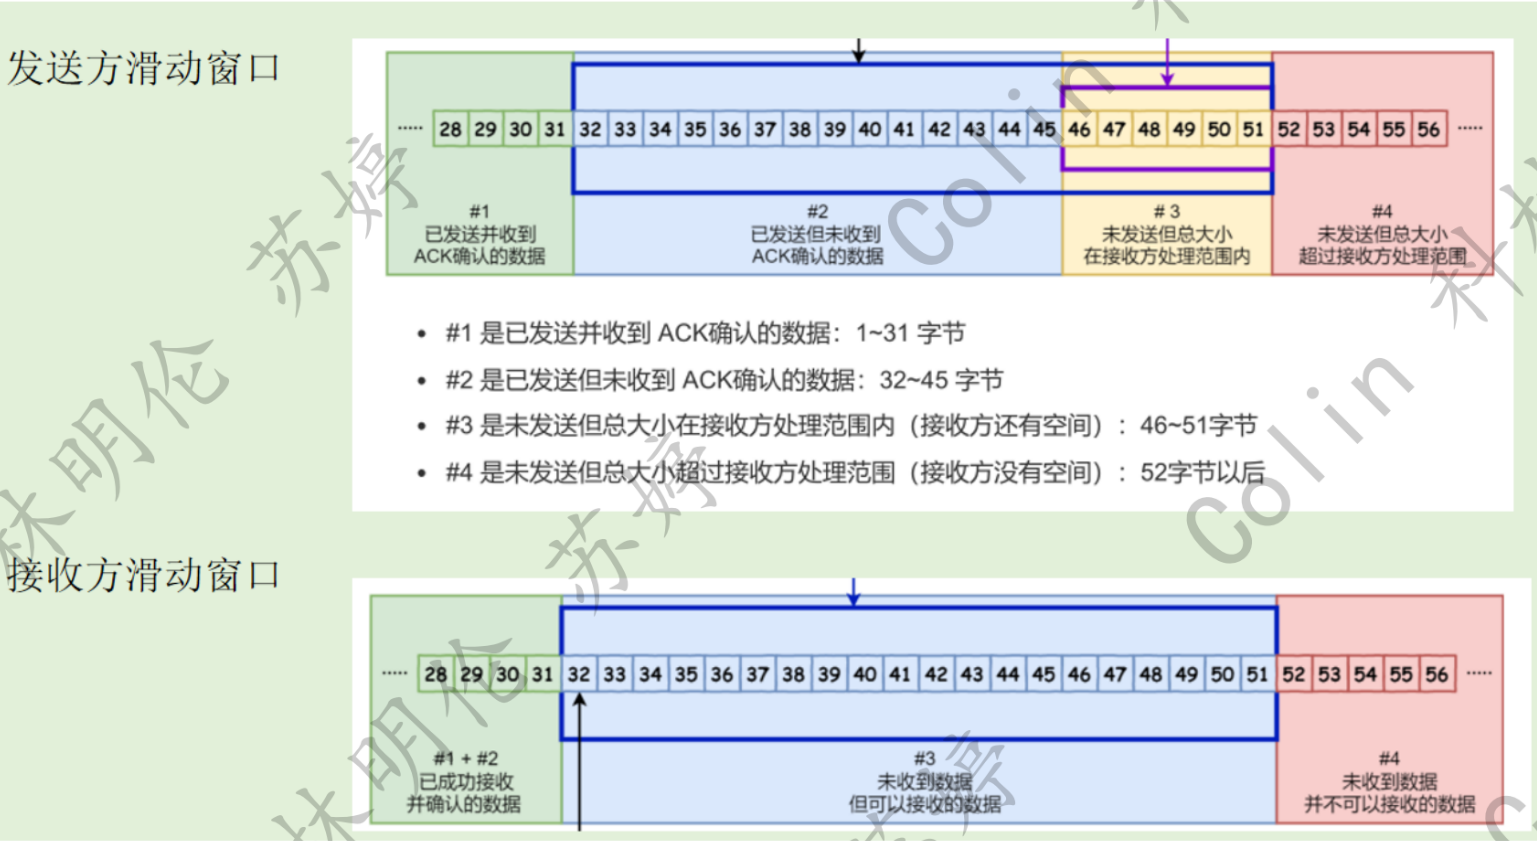 发送方滑动窗口
····· 28 29 30 31 32 33 34 35 36 37 38 39 40 41 42 43 44 45 46 47 48 49 50 51 52 53 54 55 56 ·····
#1
已发送并收到
ACK确认的数据
#2
已发送但未收到
ACK确认的数据
# 3
未发送但总大小
在接收方处理范围内
#4
未发送但总大小
超过接收方处理范围
• #1 是已发送并收到 ACK确认的数据：1~31 字节
• #2 是已发送但未收到 ACK确认的数据：32~45 字节
• #3 是未发送但总大小在接收方处理范围内（接收方还有空间）：46~51字节
• #4 是未发送但总大小超过接收方处理范围（接收方没有空间）：52字节以后
接收方滑动窗口
····· 28 29 30 31 32 33 34 35 36 37 38 39 40 41 42 43 44 45 46 47 48 49 50 51 52 53 54 55 56 ·····
#1 + #2
已成功接收
并确认的数据
#3
未收到数据
但可以接收的数据
#4
未收到数据
并不可以接收的数据
林明伦 苏婷
Colin 科
林明伦 苏婷
Colin 科技
苏婷